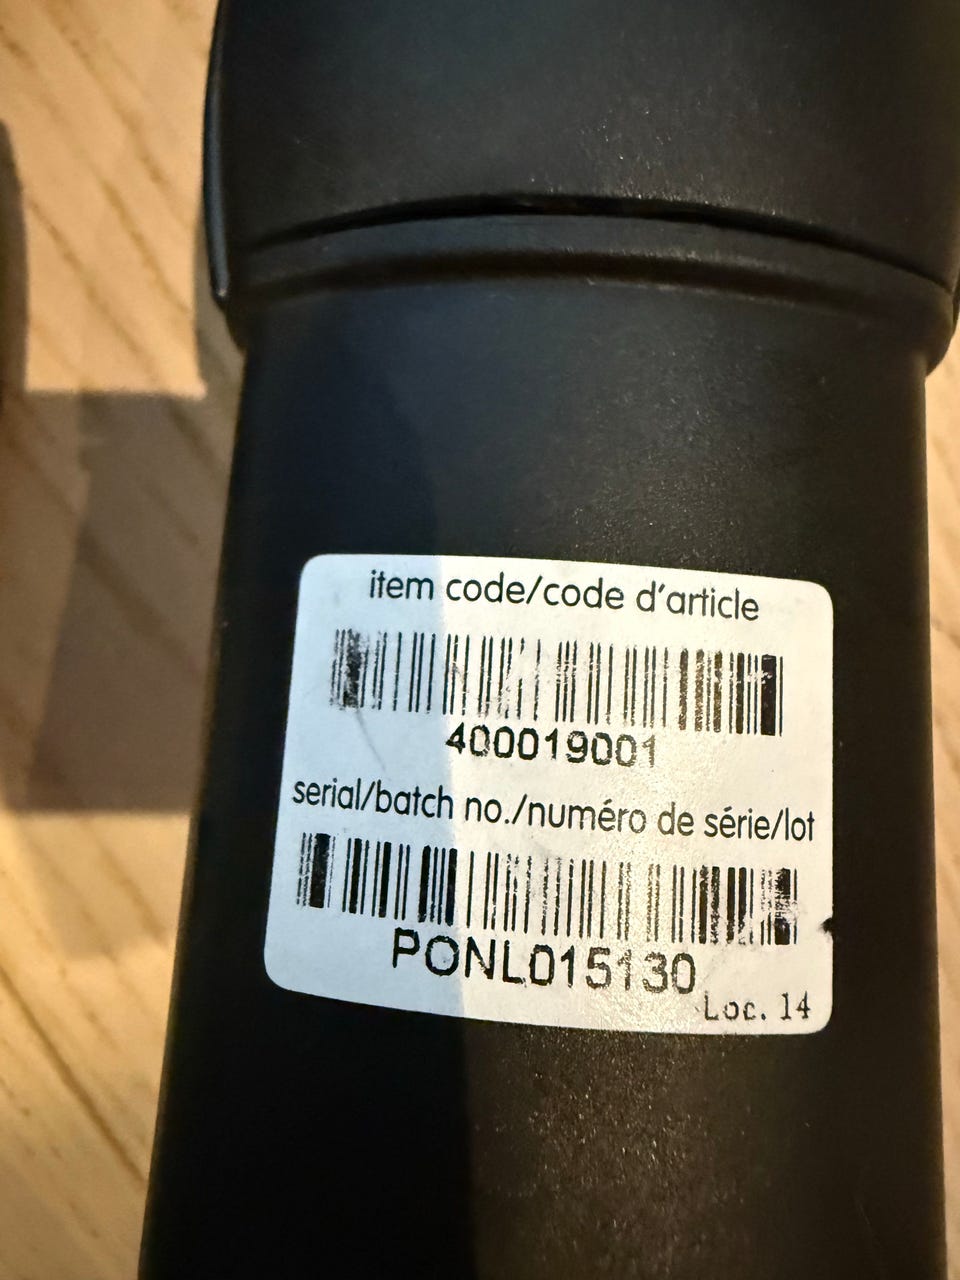 item code/code d'article
400019001
serial/batch no./numéro de série/lot
PONL015130
Loc. 14